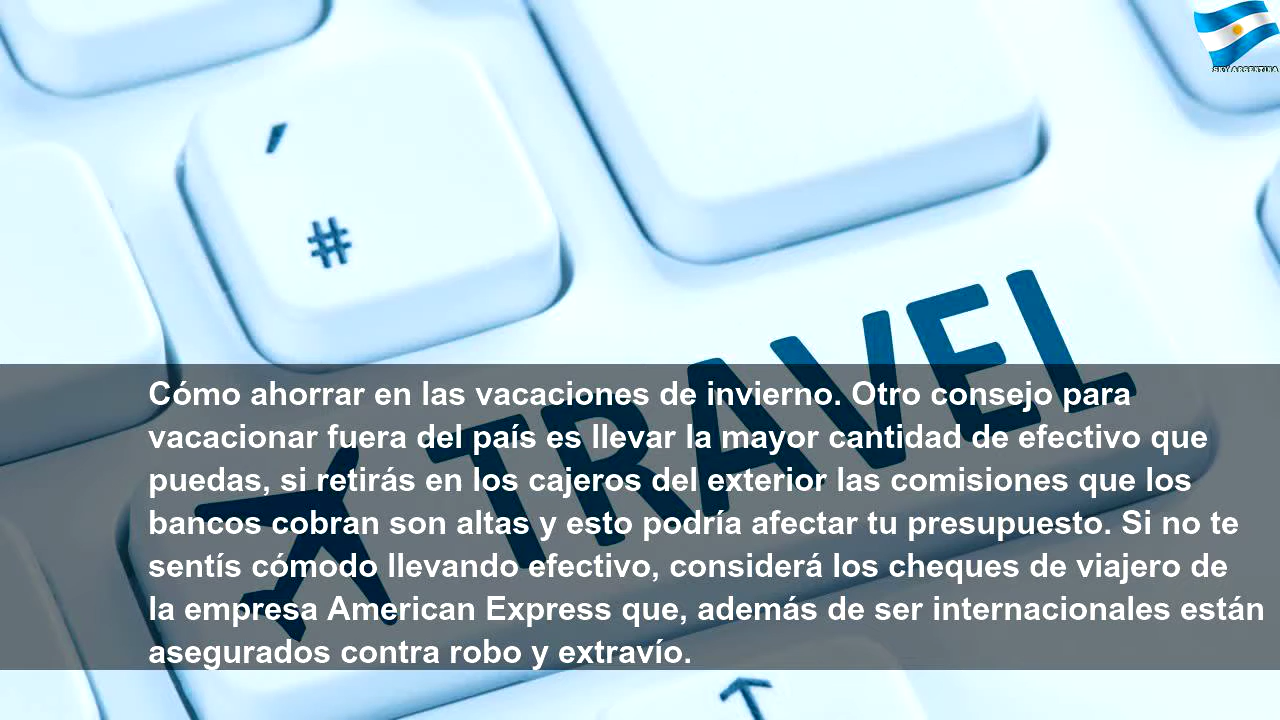 SKY ARGENTINA
´
#
TRAVEL
Cómo ahorrar en las vacaciones de invierno. Otro consejo para
vacacionar fuera del país es llevar la mayor cantidad de efectivo que
puedas, si retirás en los cajeros del exterior las comisiones que los
bancos cobran son altas y esto podría afectar tu presupuesto. Si no te
sentís cómodo llevando efectivo, considerá los cheques de viajero de
la empresa American Express que, además de ser internacionales están
asegurados contra robo y extravío.